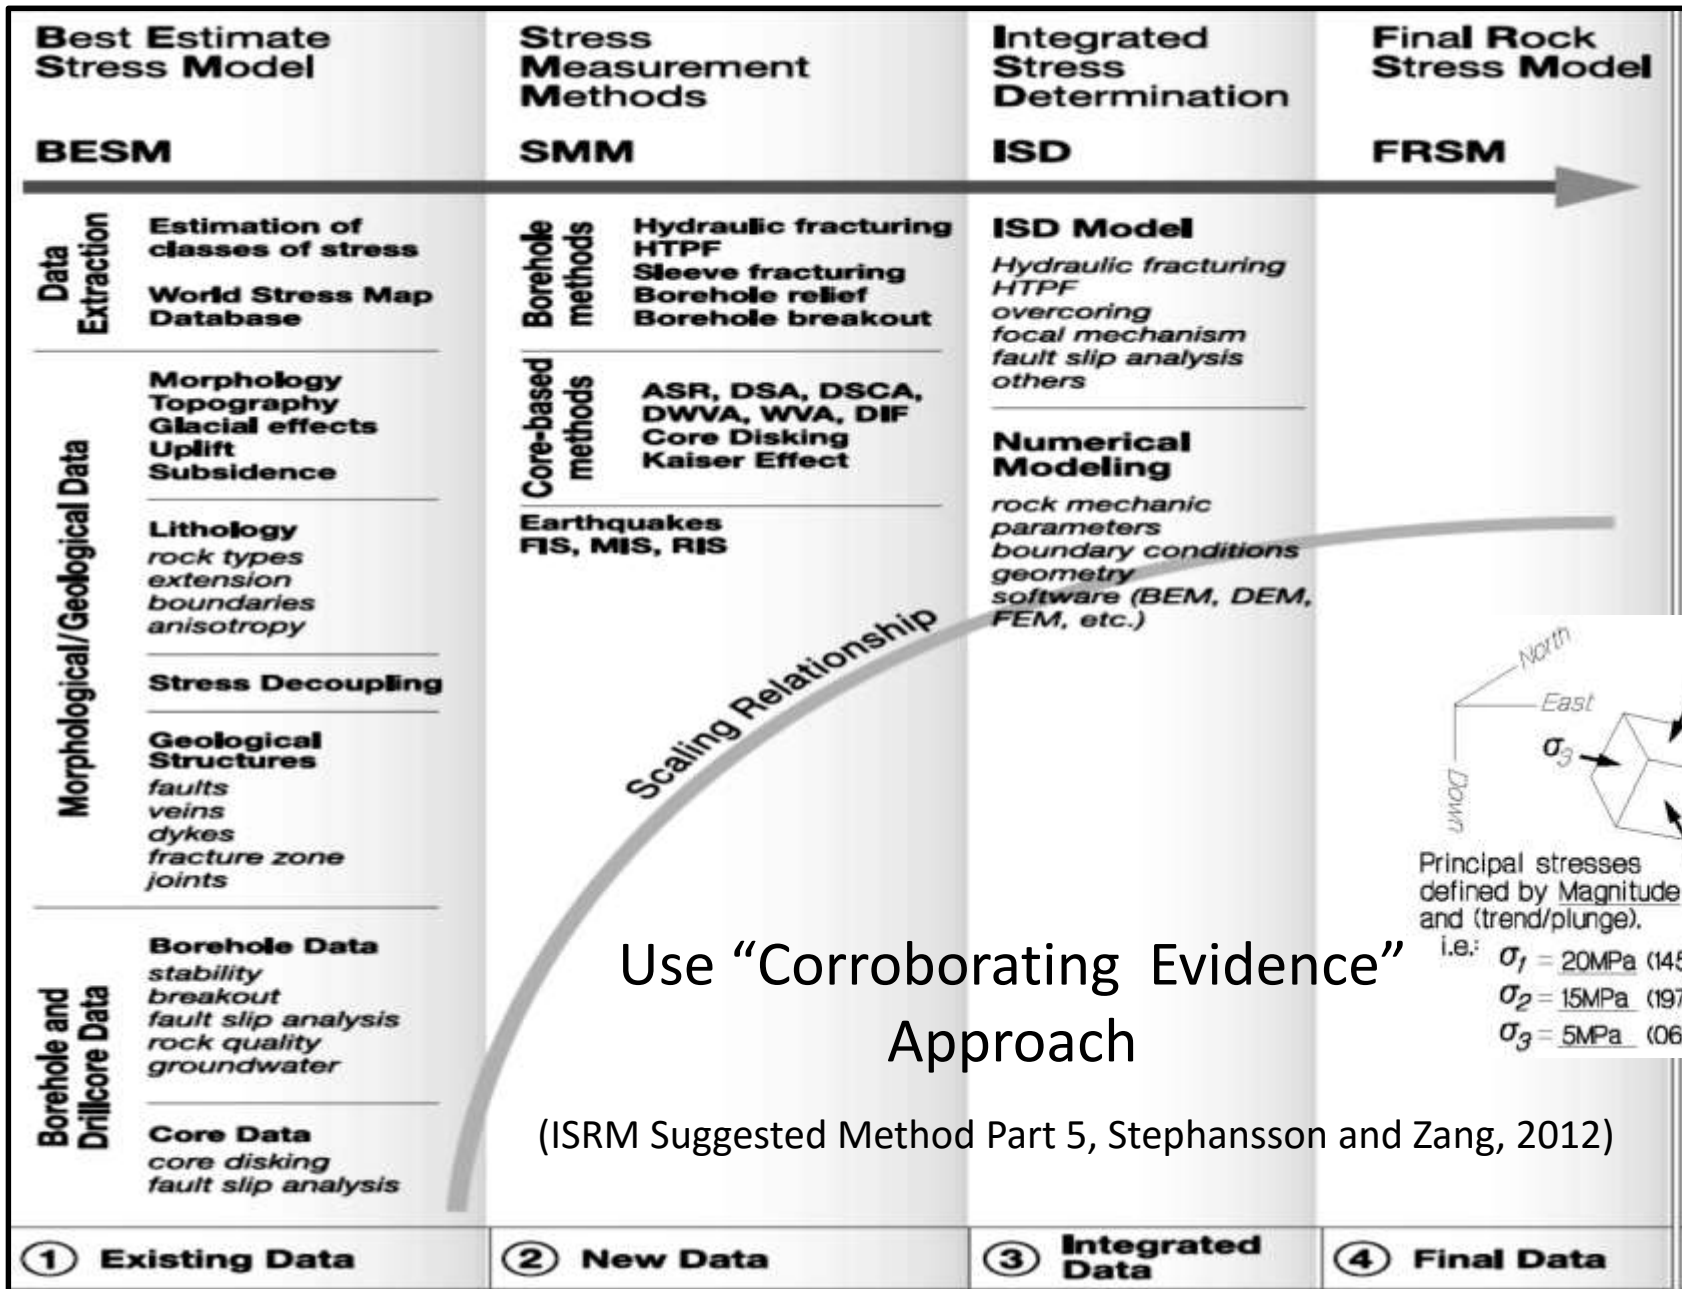 Best Estimate
Stress Model
BESM
Stress
Measurement
Methods
SMM
Integrated
Stress
Determination
ISD
Final Rock
Stress Model
FRSM
Data
Extraction
Estimation of
classes of stress
World Stress Map
Database
Morphological/Geological Data
Morphology
Topography
Glacial effects
Uplift
Subsidence
Lithology
rock types
extension
boundaries
anisotropy
Stress Decoupling
Geological
Structures
faults
veins
dykes
fracture zone
joints
Borehole and
Drillcore Data
Borehole Data
stability
breakout
fault slip analysis
rock quality
groundwater
Core Data
core disking
fault slip analysis
Borehole
methods
Hydraulic fracturing
HTPF
Sleeve fracturing
Borehole relief
Borehole breakout
Core-based
methods
ASR, DSA, DSCA,
DWVA, WVA, DIF
Core Disking
Kaiser Effect
Earthquakes
FIS, MIS, RIS
Scaling Relationship
ISD Model
Hydraulic fracturing
HTPF
overcoring
focal mechanism
fault slip analysis
others
Numerical
Modeling
rock mechanic
parameters
boundary conditions
geometry
software (BEM, DEM,
FEM, etc.)
North
East
Down
σ3
Principal stresses
defined by Magnitude
and (trend/plunge).
i.e.: σ1 = 20MPa (145
σ2 = 15MPa (197
σ3 = 5MPa (06
Use “Corroborating Evidence”
Approach
(ISRM Suggested Method Part 5, Stephansson and Zang, 2012)
1 Existing Data
2 New Data
3 Integrated
Data
4 Final Data